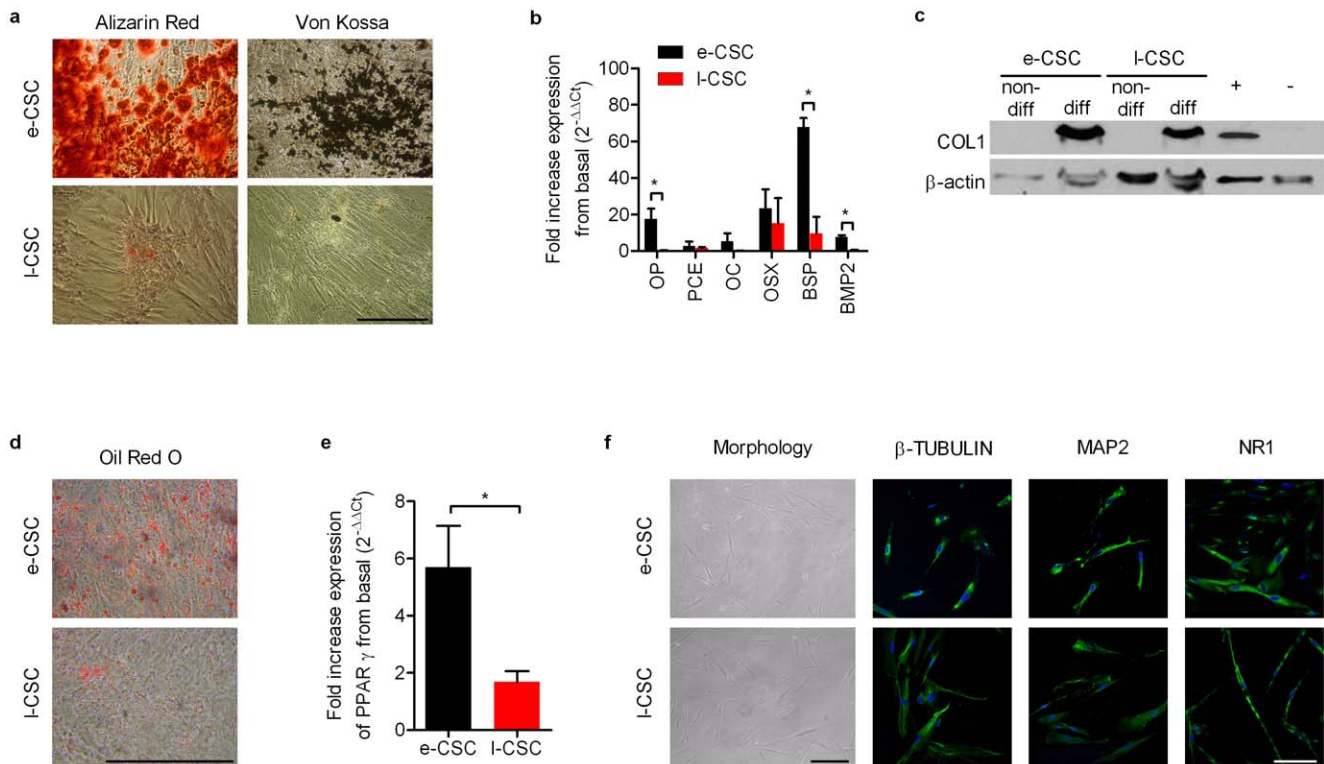 a
Alizarin Red
Von Kossa
e-CSC
l-CSC
b
e-CSC
l-CSC
Fold increase expression
from basal (2^-ΔΔCt)
100
80
60
40
20
0
*
*
*
OP
PCE
OC
OSX
BSP
BMP2
c
e-CSC
l-CSC
non-
diff
diff
non-
diff
diff
+
-
COL1
β-actin
d
Oil Red O
e-CSC
l-CSC
e
Fold increase expression
of PPAR γ from basal (2^-ΔΔCt)
8
6
4
2
0
*
e-CSC
l-CSC
f
Morphology
β-TUBULIN
MAP2
NR1
e-CSC
l-CSC